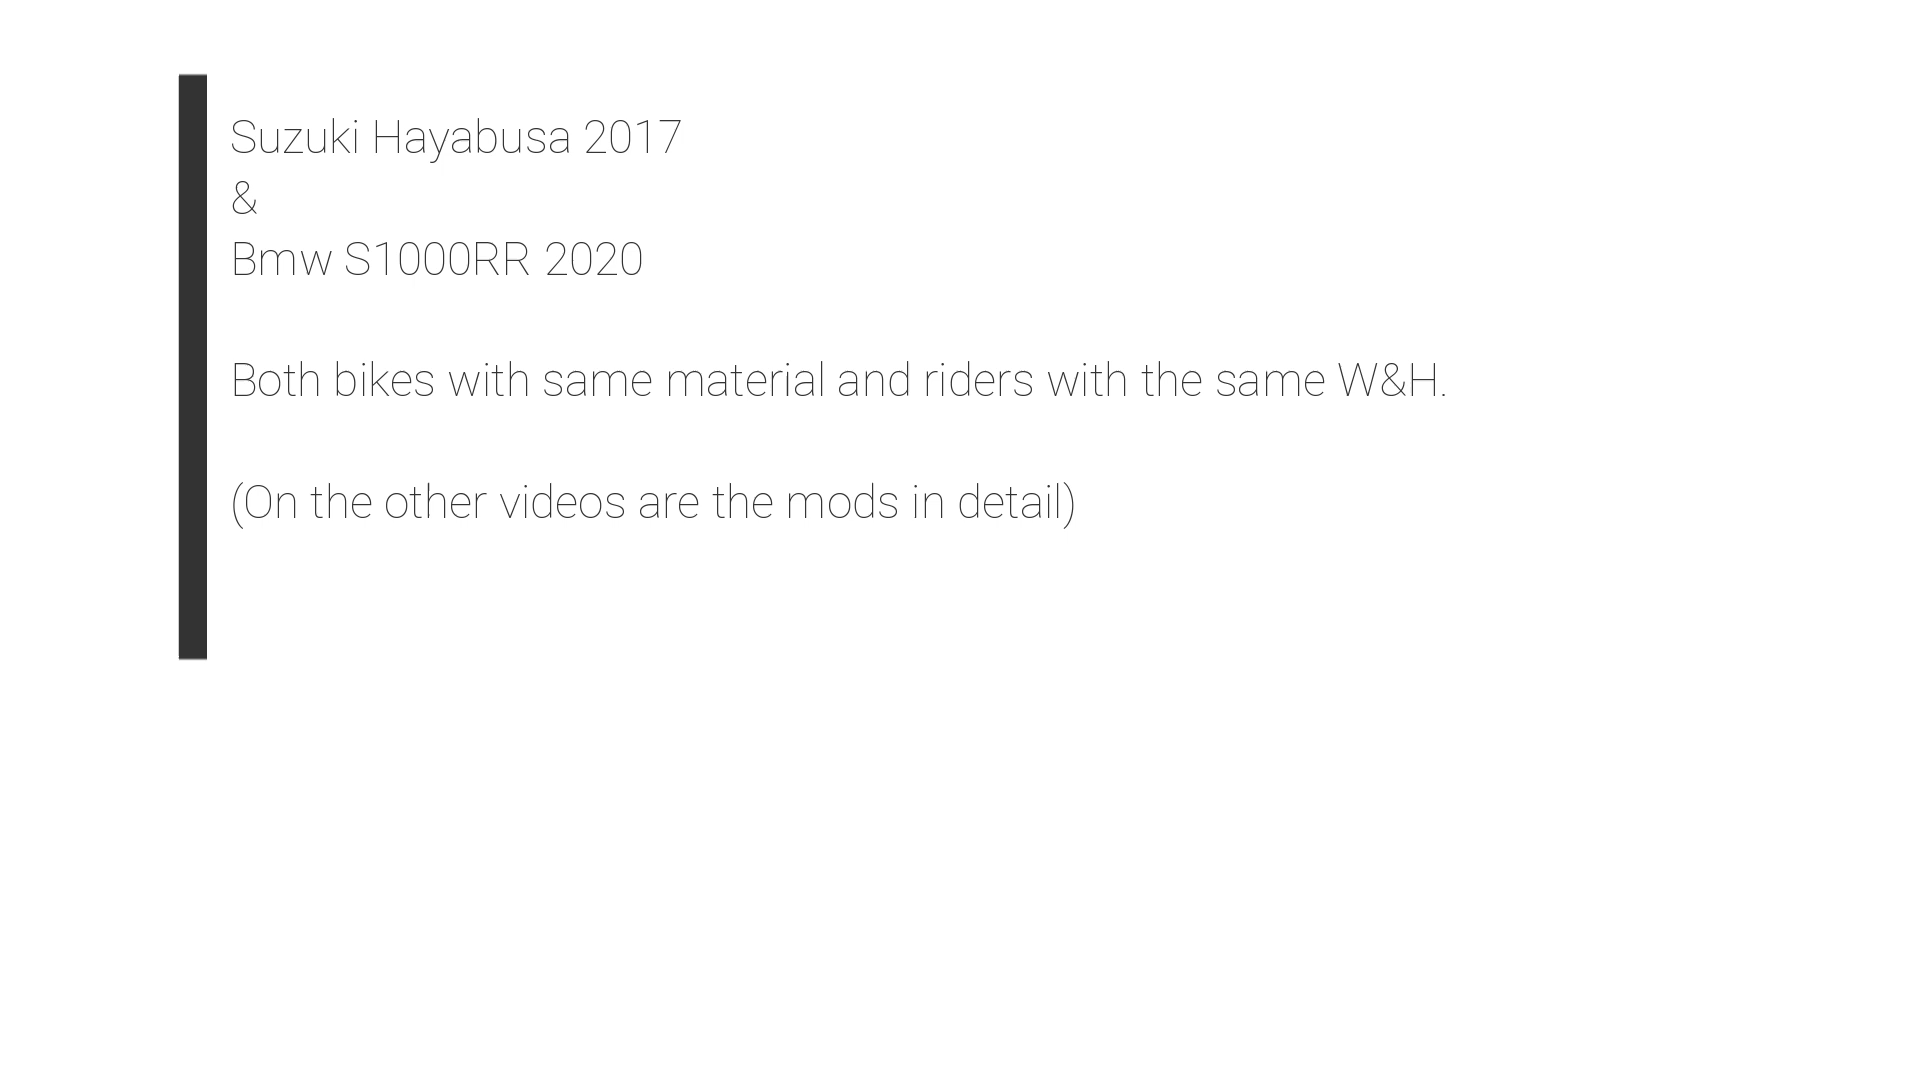 Suzuki Hayabusa 2017
&
Bmw S1000RR 2020
Both bikes with same material and riders with the same W&H.
(On the other videos are the mods in detail)